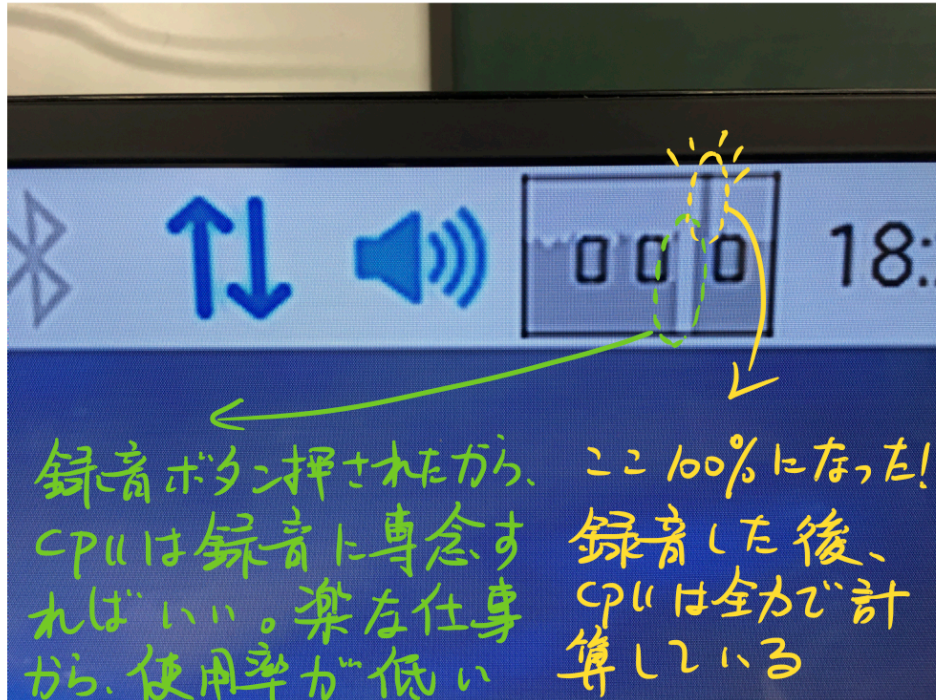 000
18:
録音ボタン押されたから、
CPUは録音に専念す
ればいい。楽な仕事
から、使用率が低い
ここ100%になった!
録音した後、
CPUは全力で計
算している